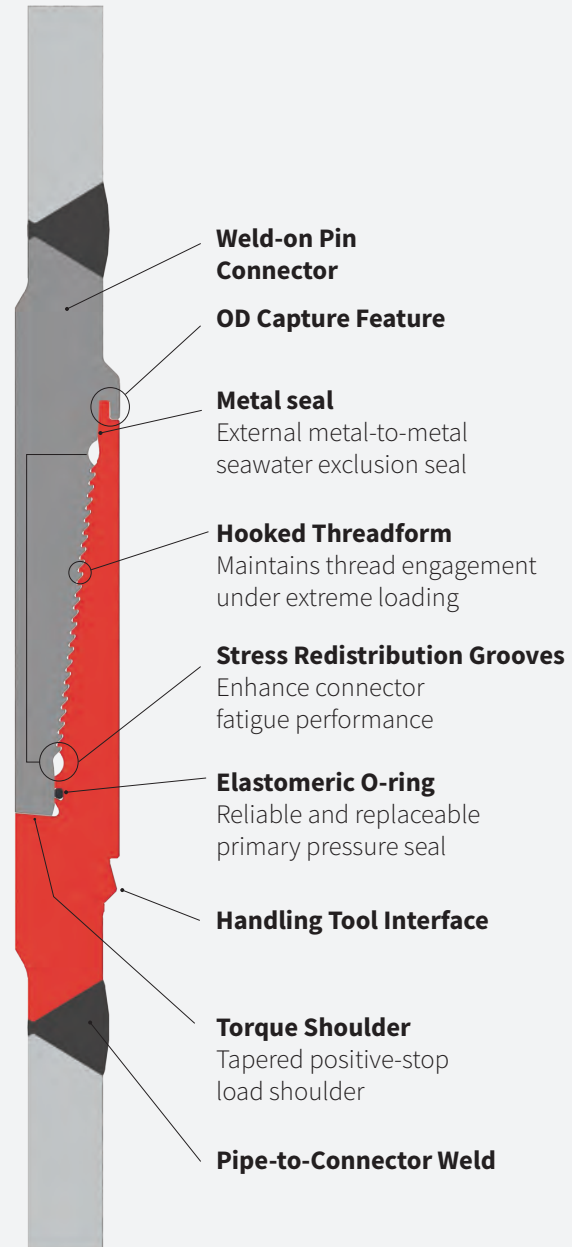 Weld-on Pin
Connector
OD Capture Feature
Metal seal
External metal-to-metal
seawater exclusion seal
Hooked Threadform
Maintains thread engagement
under extreme loading
Stress Redistribution Grooves
Enhance connector
fatigue performance
Elastomeric O-ring
Reliable and replaceable
primary pressure seal
Handling Tool Interface
Torque Shoulder
Tapered positive-stop
load shoulder
Pipe-to-Connector Weld